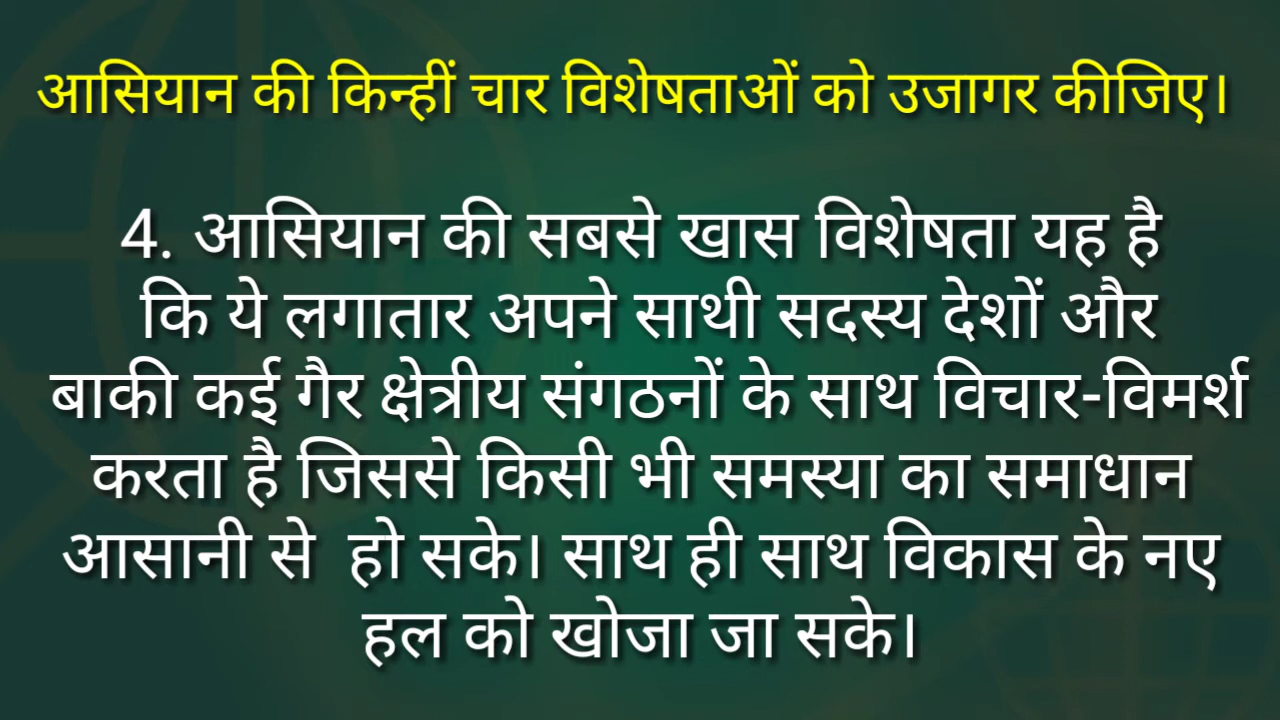 आसियान की किन्हीं चार विशेषताओं को उजागर कीजिए।
4. आसियान की सबसे खास विशेषता यह है
कि ये लगातार अपने साथी सदस्य देशों और
बाकी कई गैर क्षेत्रीय संगठनों के साथ विचार-विमर्श
करता है जिससे किसी भी समस्या का समाधान
आसानी से हो सके। साथ ही साथ विकास के नए
हल को खोजा जा सके।